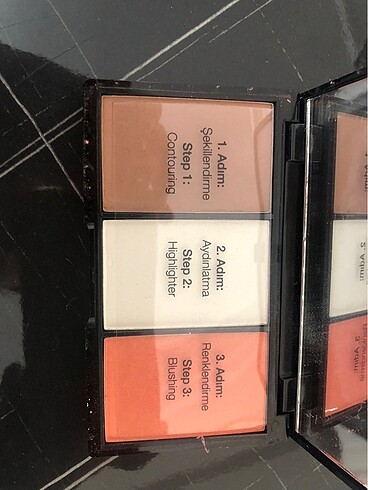 1. Adım:
Şekillendirme
Step 1:
Contouring
2. Adım:
Aydınlatma
Step 2:
Highlighter
3. Adım:
Renklendirme
Step 3:
Blushing